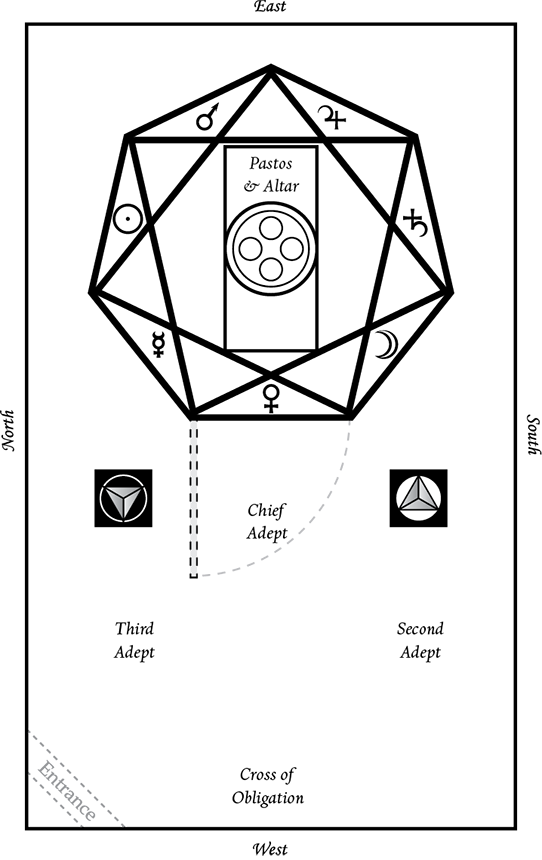 East
♂ ♃
Pastos
& Altar
☉ ♄
☿ ☽
♀
North
South
Chief
Adept
Third
Adept
Second
Adept
Entrance
Cross of
Obligation
West